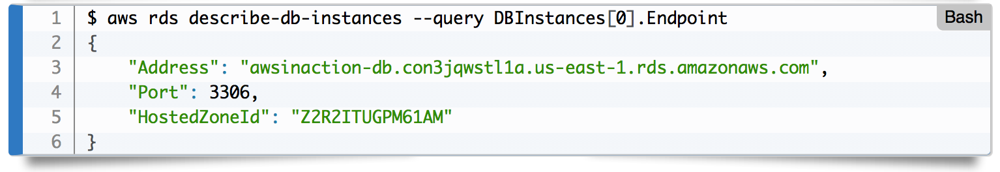 Bash
1 $ aws rds describe-db-instances --query DBInstances[0].Endpoint
2 {
3 "Address": "awsinaction-db.con3jqwstl1a.us-east-1.rds.amazonaws.com",
4 "Port": 3306,
5 "HostedZoneId": "Z2R2ITUGPM61AM"
6 }